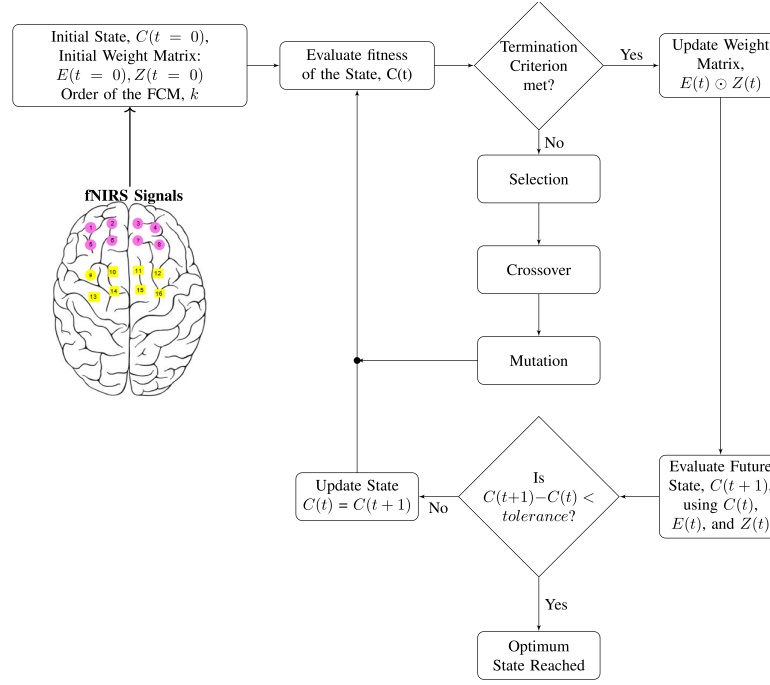 Initial State, C(t = 0),
Initial Weight Matrix:
E(t = 0), Z(t = 0)
Order of the FCM, k
Evaluate fitness
of the State, C(t)
Termination
Criterion
met?
Yes
Update Weight
Matrix,
E(t) ⊙ Z(t)
No
Selection
Crossover
Mutation
fNIRS Signals
1
2
3
4
5
6
7
8
9
10
11
12
13
14
15
16
Evaluate Future
State, C(t + 1),
using C(t),
E(t), and Z(t)
Is
C(t+1)−C(t) <
tolerance?
No
Update State
C(t) = C(t + 1)
Yes
Optimum
State Reached